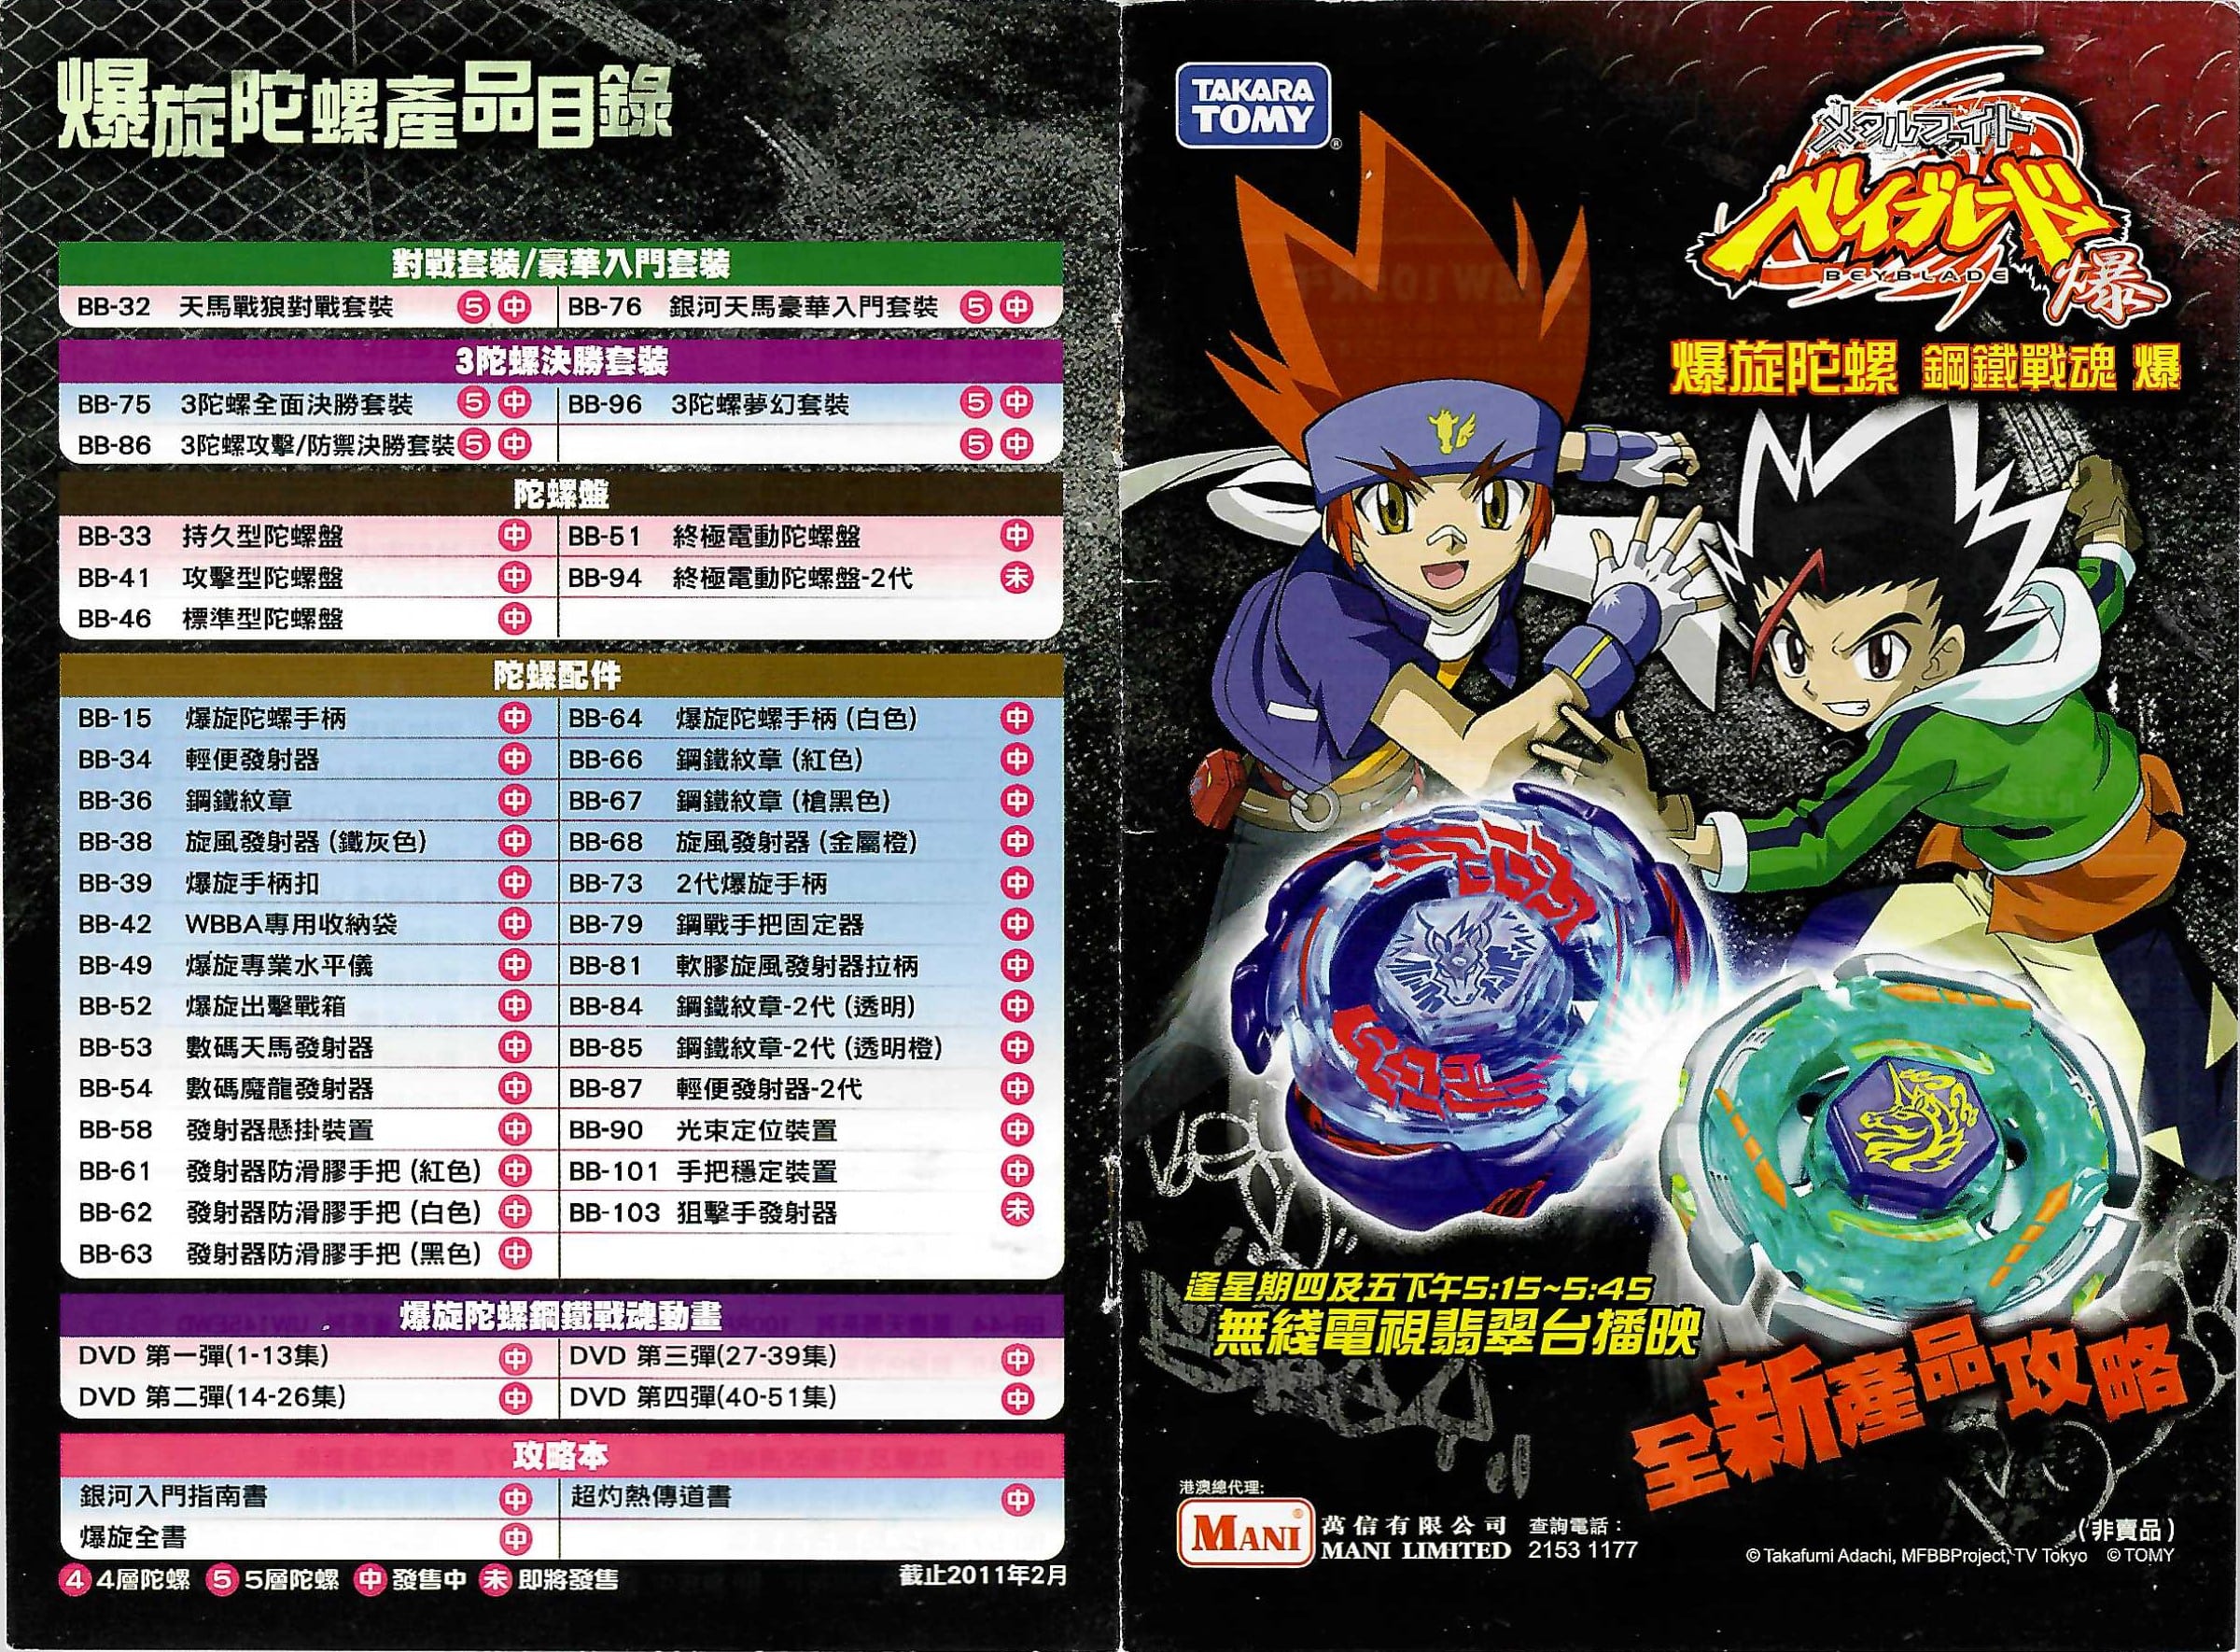 爆旋陀螺產品目錄
對戰套裝/豪華入門套裝
BB-32 天馬戰狼對戰套裝 5 中 BB-76 銀河天馬豪華入門套裝 5 中
3陀螺決勝套裝
BB-75 3陀螺全面決勝套裝 5 中 BB-96 3陀螺夢幻套裝 5 中
BB-86 3陀螺攻擊/防禦決勝套裝 5 中 5 中
陀螺盤
BB-33 持久型陀螺盤 中 BB-51 終極電動陀螺盤 中
BB-41 攻擊型陀螺盤 中 BB-94 終極電動陀螺盤-2代 未
BB-46 標準型陀螺盤 中
陀螺配件
BB-15 爆旋陀螺手柄 中 BB-64 爆旋陀螺手柄 (白色) 中
BB-34 輕便發射器 中 BB-66 鋼鐵紋章 (紅色) 中
BB-36 鋼鐵紋章 中 BB-67 鋼鐵紋章 (槍黑色) 中
BB-38 旋風發射器 (鐵灰色) 中 BB-68 旋風發射器 (金屬橙) 中
BB-39 爆旋手柄扣 中 BB-73 2代爆旋手柄 中
BB-42 WBBA專用收納袋 中 BB-79 鋼戰手把固定器 中
BB-49 爆旋專業水平儀 中 BB-81 軟膠旋風發射器拉柄 中
BB-52 爆旋出擊戰箱 中 BB-84 鋼鐵紋章-2代 (透明) 中
BB-53 數碼天馬發射器 中 BB-85 鋼鐵紋章-2代 (透明橙) 中
BB-54 數碼魔龍發射器 中 BB-87 輕便發射器-2代 中
BB-58 發射器懸掛裝置 中 BB-90 光束定位裝置 中
BB-61 發射器防滑膠手把 (紅色) 中 BB-101 手把穩定裝置 中
BB-62 發射器防滑膠手把 (白色) 中 BB-103 狙擊手發射器 未
BB-63 發射器防滑膠手把 (黑色) 中
爆旋陀螺鋼鐵戰魂動畫
DVD 第一彈(1-13集) 中 DVD 第三彈(27-39集) 中
DVD 第二彈(14-26集) 中 DVD 第四彈(40-51集) 中
攻略本
銀河入門指南書 中 超灼熱傳道書 中
爆旋全書 中
4 4層陀螺 5 5層陀螺 中 發售中 未 即將發售 截止2011年2月
TAKARA
TOMY
®
メタルファイト
ベイブレード
BEYBLADE
爆
爆旋陀螺 鋼鐵戰魂 爆
逢星期四及五下午5:15~5:45
無綫電視翡翠台播映
全新產品攻略
港澳總代理:
MANI®
萬信有限公司 查詢電話：
MANI LIMITED 2153 1177
(非賣品)
© Takafumi Adachi, MFBBProject, TV Tokyo © TOMY